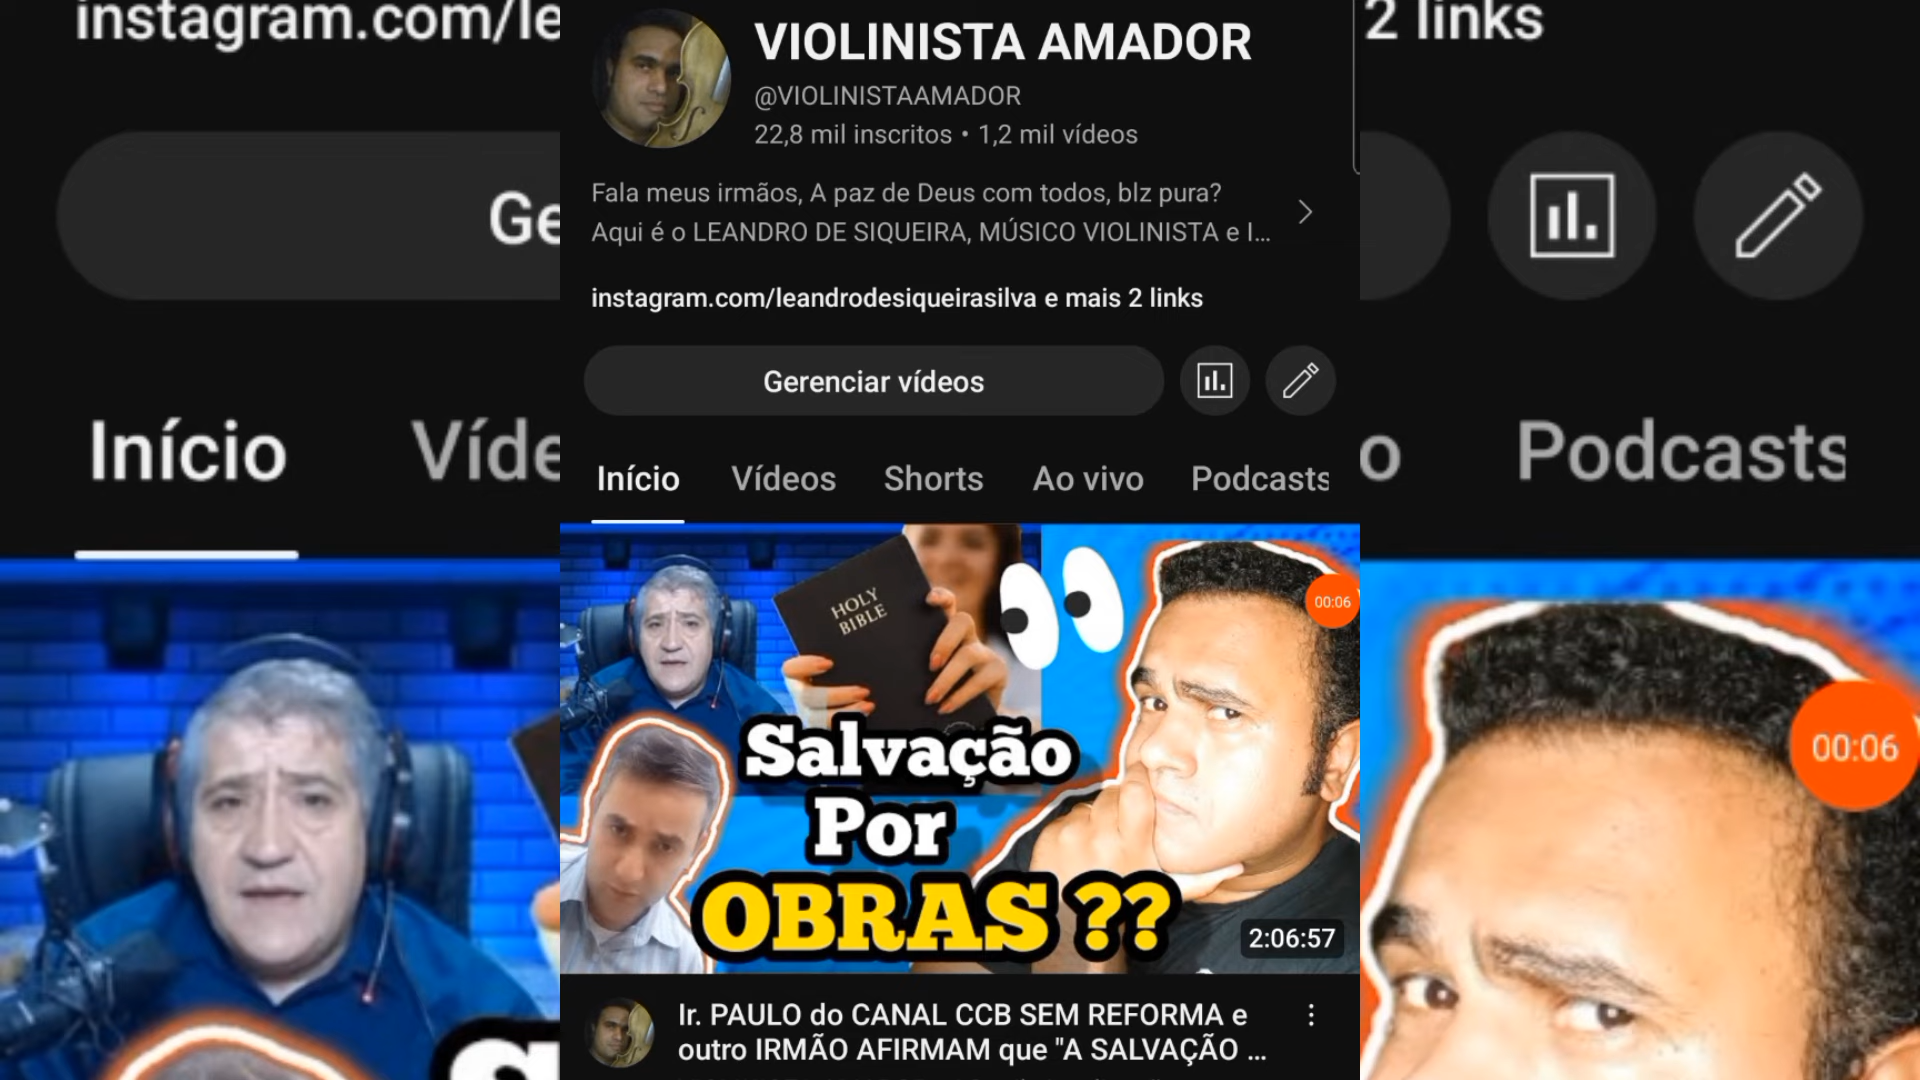 instagram.com/le
2 links
Ge
Início
Víde
o
Podcasts
00:06
VIOLINISTA AMADOR
@VIOLINISTAAMADOR
22,8 mil inscritos • 1,2 mil vídeos
Fala meus irmãos, A paz de Deus com todos, blz pura?
Aqui é o LEANDRO DE SIQUEIRA, MÚSICO VIOLINISTA e I...
instagram.com/leandrodesiqueirasilva e mais 2 links
Gerenciar vídeos
Início Vídeos Shorts Ao vivo Podcasts
HOLY
BIBLE
00:06
Salvação
Por
OBRAS ??
2:06:57
Ir. PAULO do CANAL CCB SEM REFORMA e
outro IRMÃO AFIRMAM que "A SALVAÇÃO ...